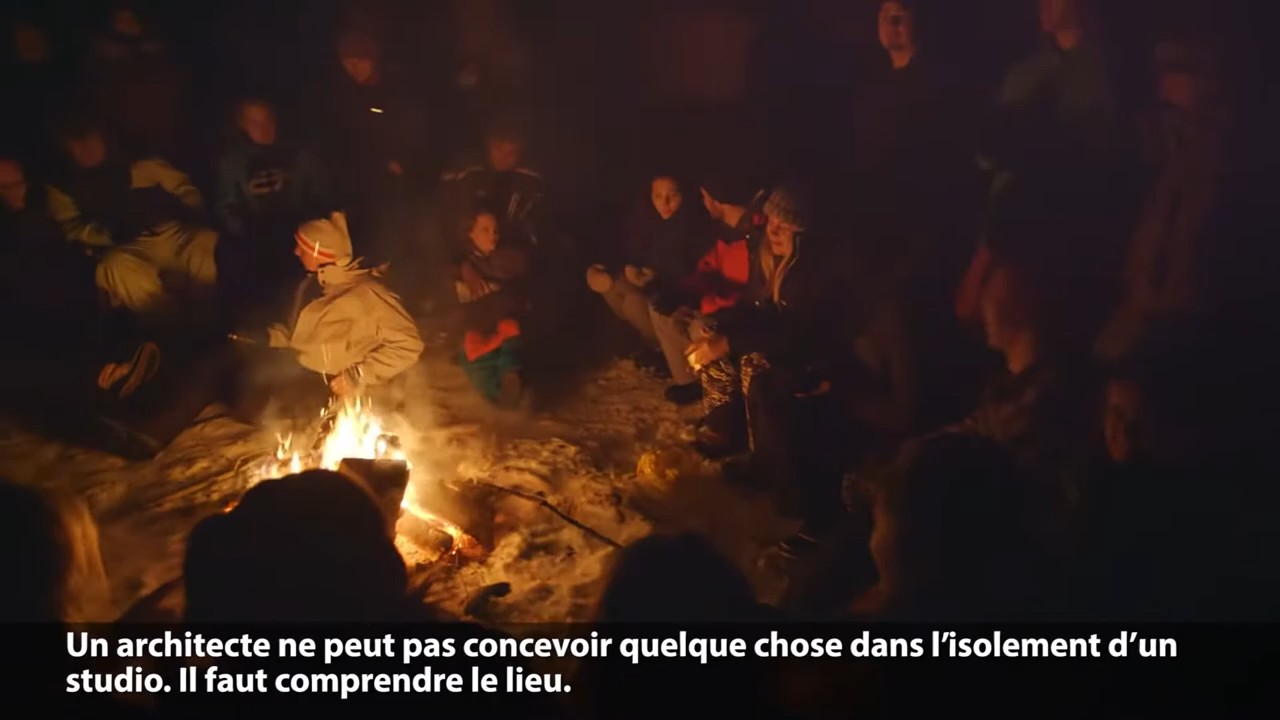 Un architecte ne peut pas concevoir quelque chose dans l’isolement d’un
studio. Il faut comprendre le lieu.